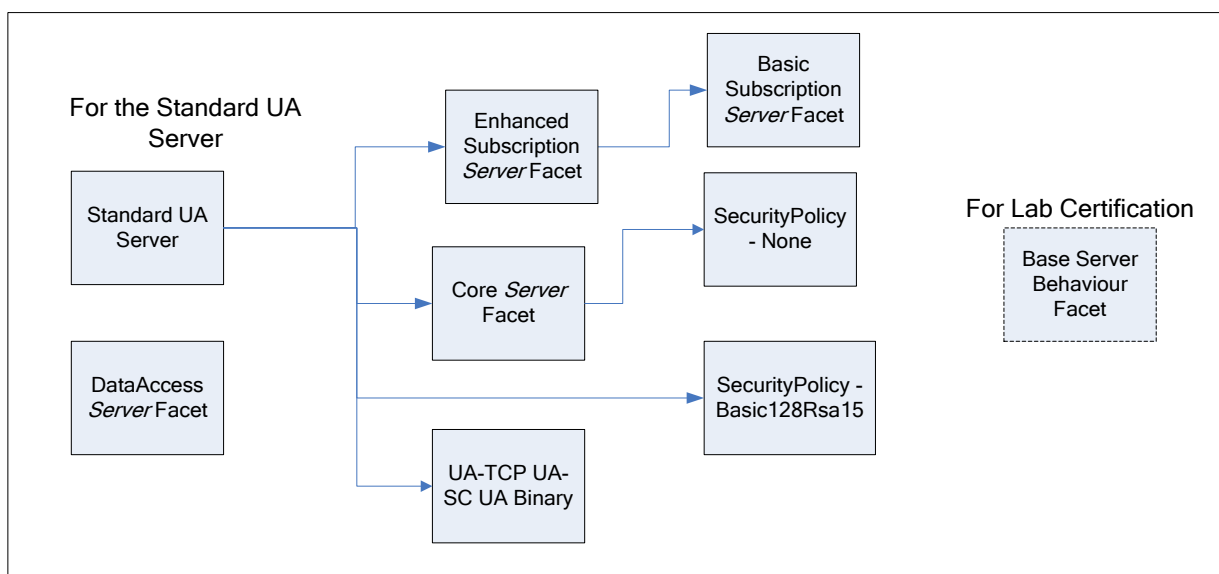 For the Standard UA
Server
Standard UA
Server
DataAccess
Server Facet
Enhanced
Subscription
Server Facet
Core Server
Facet
UA-TCP UA-
SC UA Binary
Basic
Subscription
Server Facet
SecurityPolicy
- None
SecurityPolicy -
Basic128Rsa15
For Lab Certification
Base Server
Behaviour
Facet